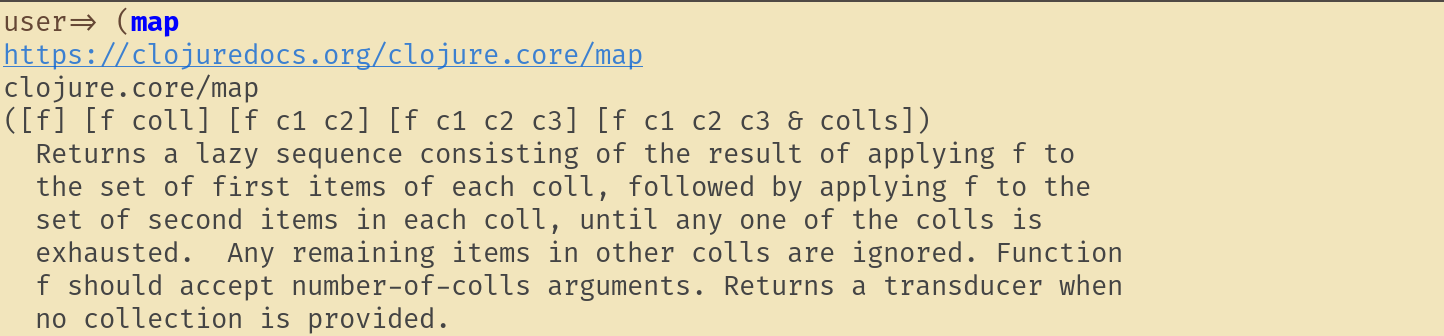 user=> (map
https://clojuredocs.org/clojure.core/map
clojure.core/map
([f] [f coll] [f c1 c2] [f c1 c2 c3] [f c1 c2 c3 & colls])
  Returns a lazy sequence consisting of the result of applying f to
  the set of first items of each coll, followed by applying f to the
  set of second items in each coll, until any one of the colls is
  exhausted.  Any remaining items in other colls are ignored. Function
  f should accept number-of-colls arguments. Returns a transducer when
  no collection is provided.